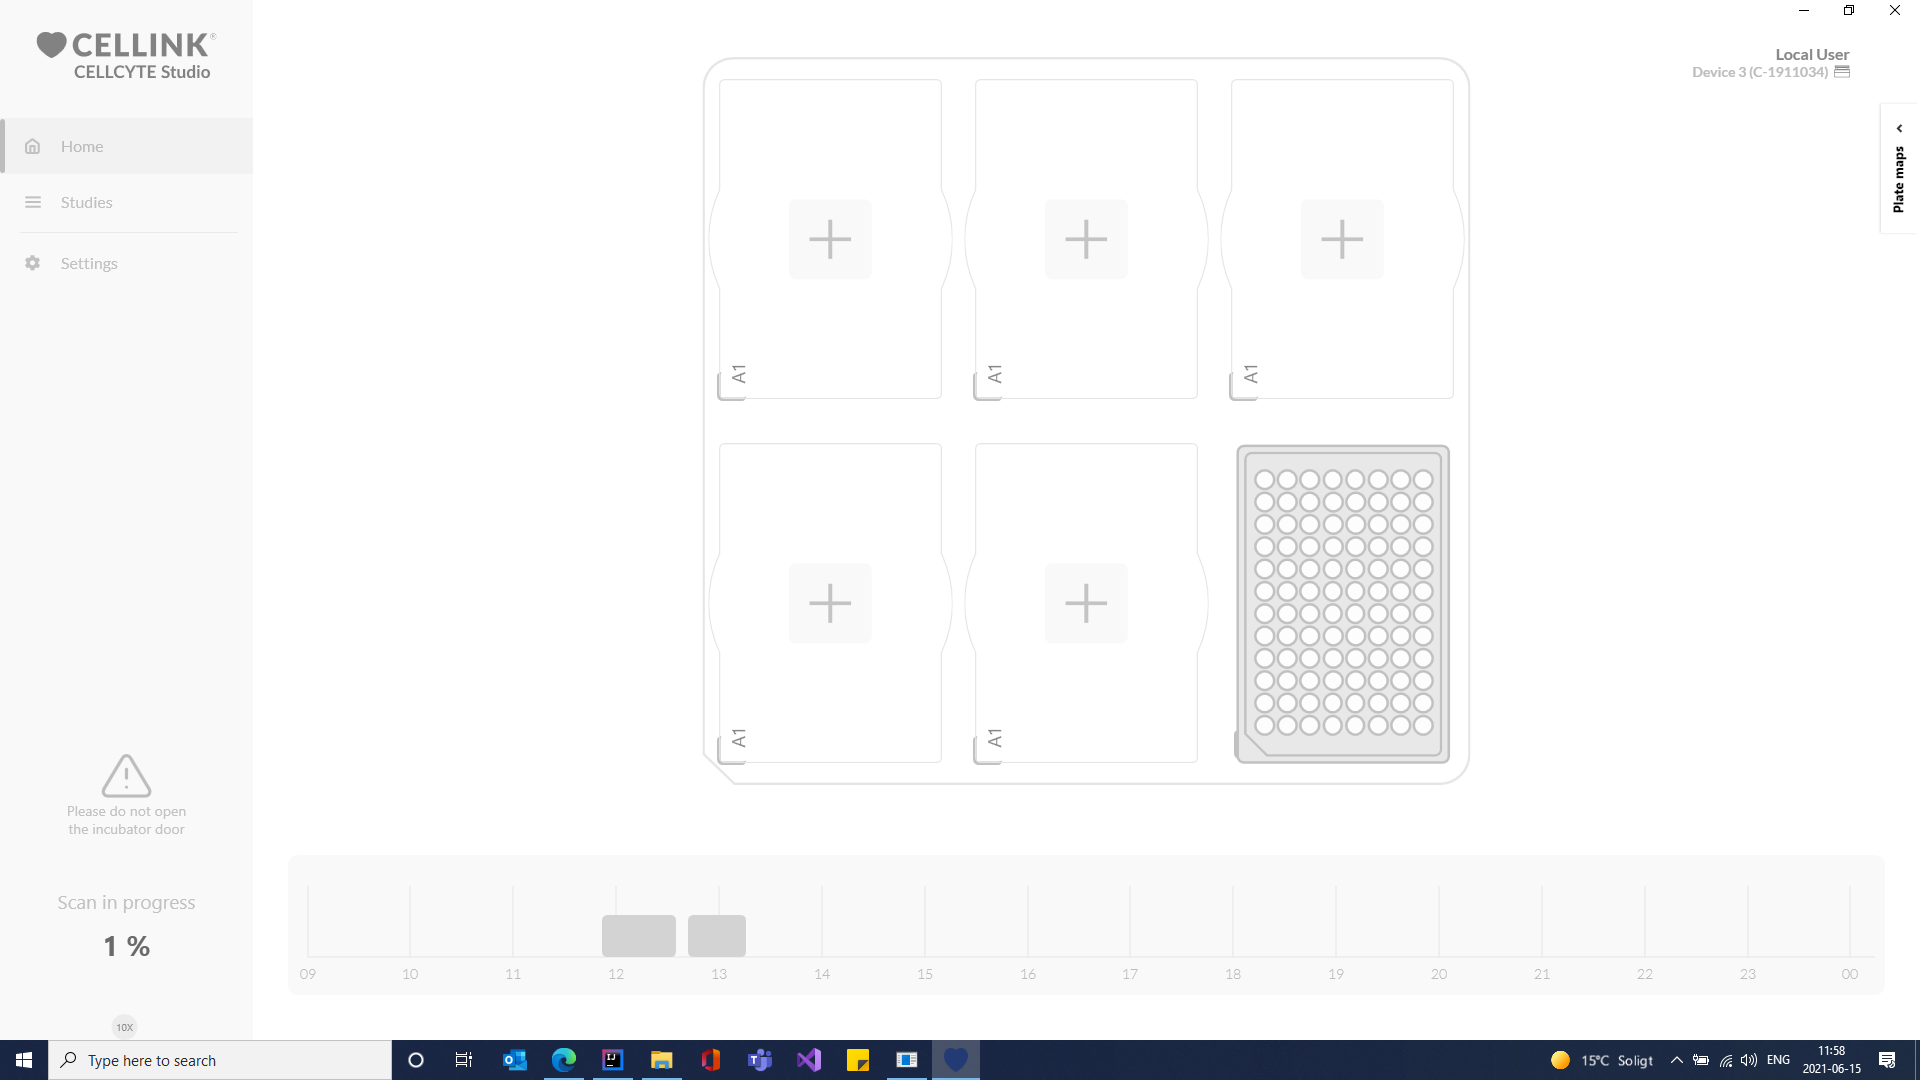 CELLINK®
CELLCYTE Studio
Home
Studies
Settings
Please do not open
the incubator door
Scan in progress
1 %
10X
Local User
Device 3 (C-1911034)
Plate maps
A1
A1
A1
A1
A1
09 10 11 12 13 14 15 16 17 18 19 20 21 22 23 00
Type here to search
15°C Soligt
ENG
11:58
2021-06-15